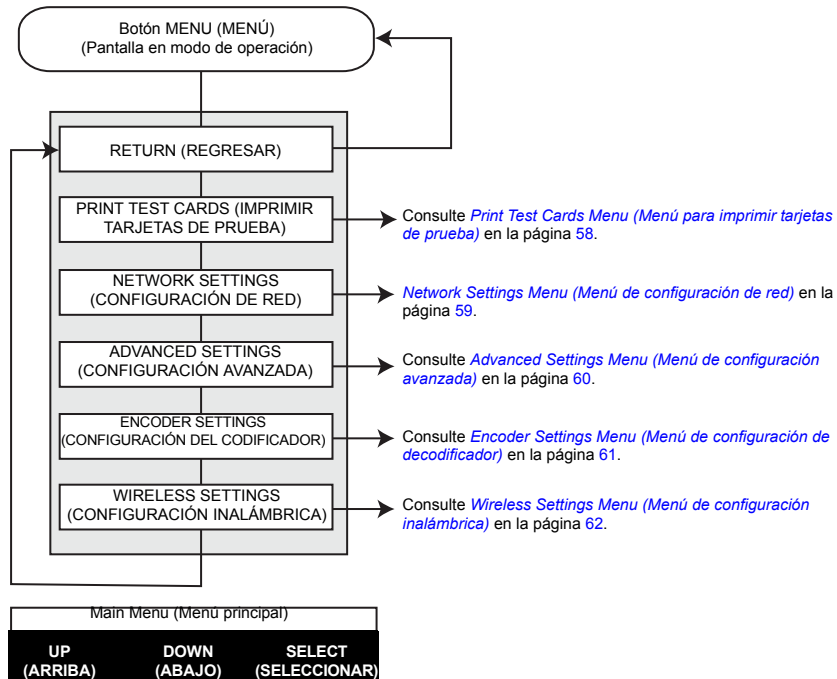 Botón MENU (MENÚ)
(Pantalla en modo de operación)
RETURN (REGRESAR)
PRINT TEST CARDS (IMPRIMIR
TARJETAS DE PRUEBA)
Consulte Print Test Cards Menu (Menú para imprimir tarjetas
de prueba) en la página 58.
NETWORK SETTINGS
(CONFIGURACIÓN DE RED)
Network Settings Menu (Menú de configuración de red) en la
página 59.
ADVANCED SETTINGS
(CONFIGURACIÓN AVANZADA)
Consulte Advanced Settings Menu (Menú de configuración
avanzada) en la página 60.
ENCODER SETTINGS
(CONFIGURACIÓN DEL CODIFICADOR)
Consulte Encoder Settings Menu (Menú de configuración de
decodificador) en la página 61.
WIRELESS SETTINGS
(CONFIGURACIÓN INALÁMBRICA)
Consulte Wireless Settings Menu (Menú de configuración
inalámbrica) en la página 62.
Main Menu (Menú principal)
UP DOWN SELECT
(ARRIBA) (ABAJO) (SELECCIONAR)